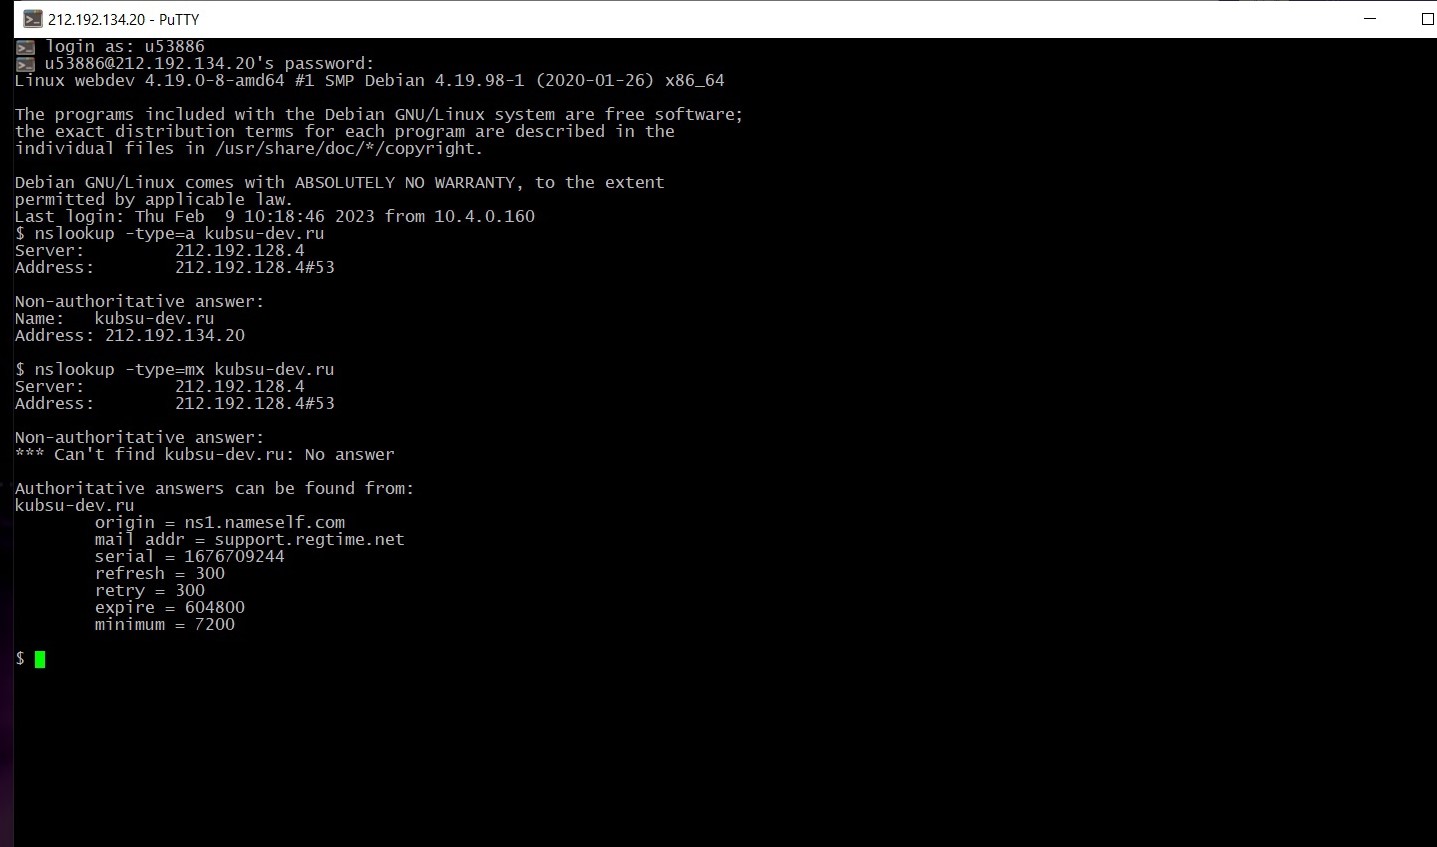 212.192.134.20 - PuTTY
login as: u53886
u53886@212.192.134.20's password:
Linux webdev 4.19.0-8-amd64 #1 SMP Debian 4.19.98-1 (2020-01-26) x86_64
The programs included with the Debian GNU/Linux system are free software;
the exact distribution terms for each program are described in the
individual files in /usr/share/doc/*/copyright.
Debian GNU/Linux comes with ABSOLUTELY NO WARRANTY, to the extent
permitted by applicable law.
Last login: Thu Feb  9 10:18:46 2023 from 10.4.0.160
$ nslookup -type=a kubsu-dev.ru
Server:         212.192.128.4
Address:        212.192.128.4#53
Non-authoritative answer:
Name:   kubsu-dev.ru
Address: 212.192.134.20
$ nslookup -type=mx kubsu-dev.ru
Server:         212.192.128.4
Address:        212.192.128.4#53
Non-authoritative answer:
*** Can't find kubsu-dev.ru: No answer
Authoritative answers can be found from:
kubsu-dev.ru
        origin = ns1.nameself.com
        mail addr = support.regtime.net
        serial = 1676709244
        refresh = 300
        retry = 300
        expire = 604800
        minimum = 7200
$